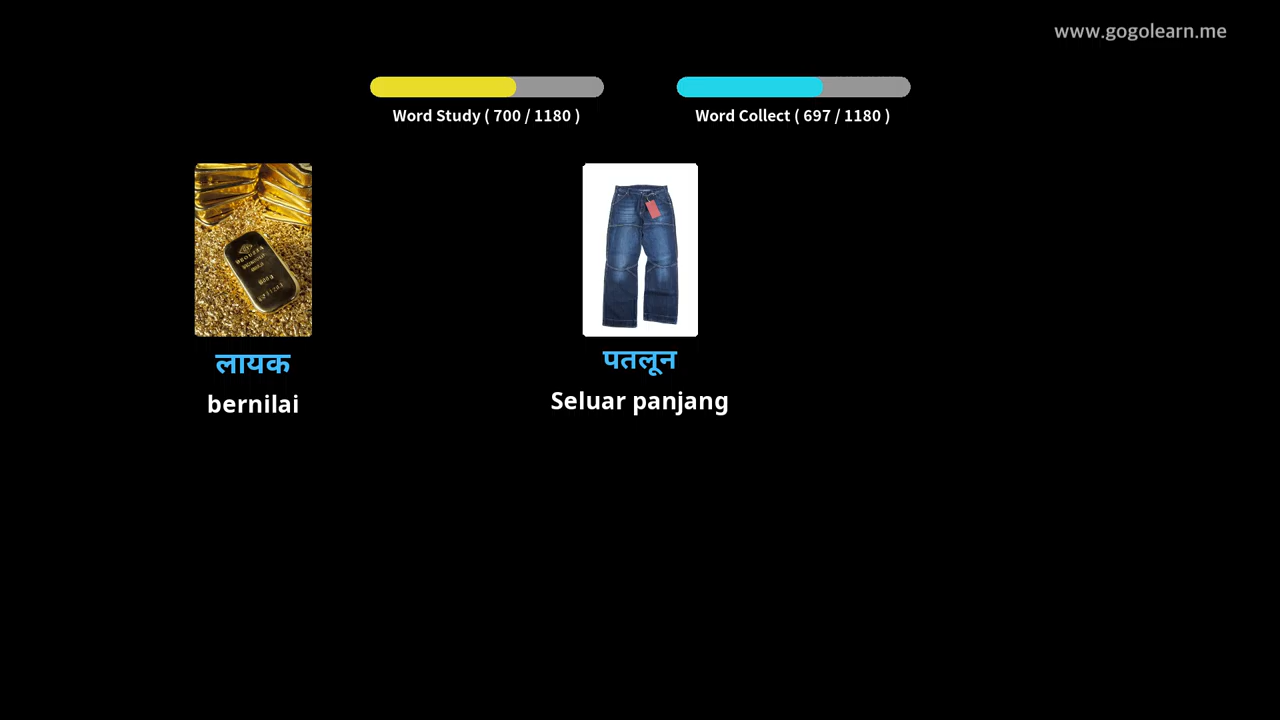 www.gogolearn.me
Word Study ( 700 / 1180 )
Word Collect ( 697 / 1180 )
लायक
bernilai
पतलून
Seluar panjang